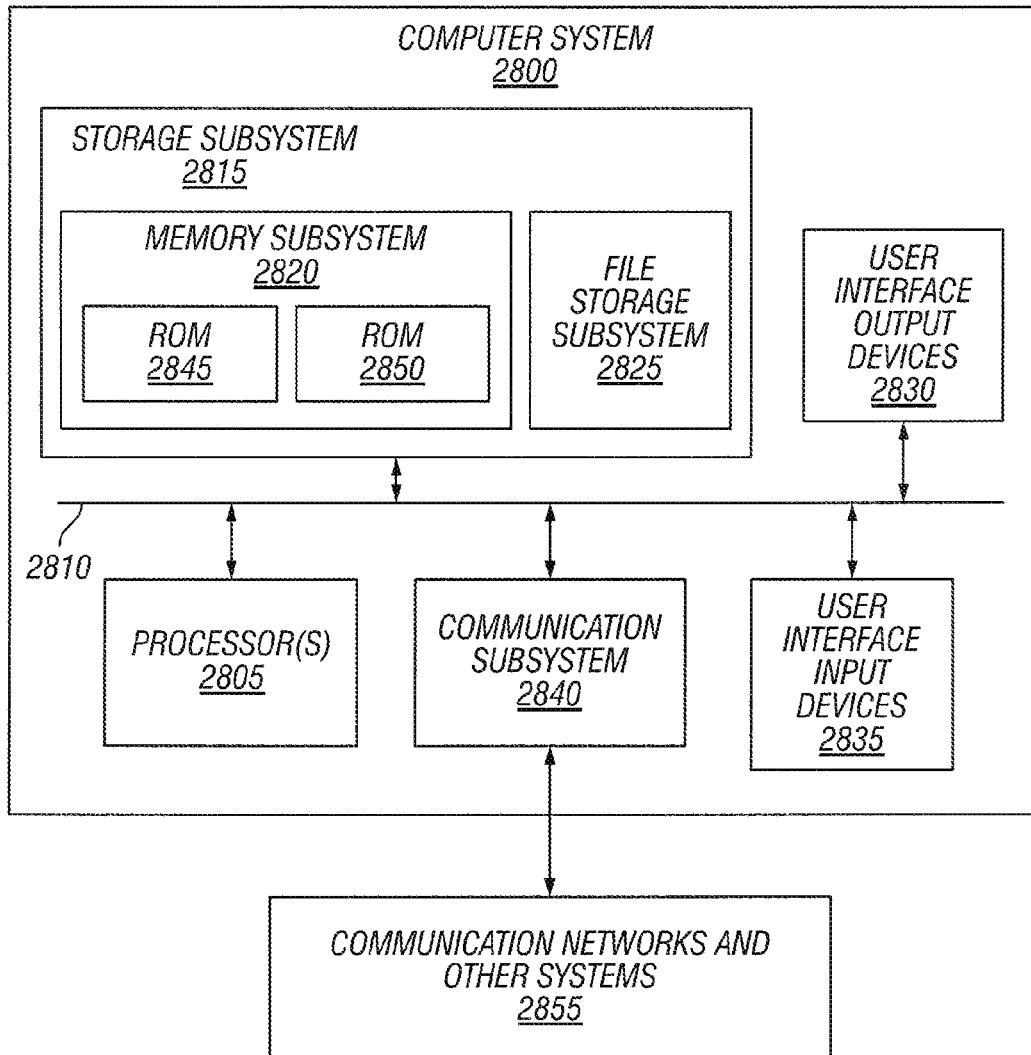 COMPUTER SYSTEM
2800
STORAGE SUBSYSTEM
2815
MEMORY SUBSYSTEM
2820
ROM
2845
ROM
2850
FILE
STORAGE
SUBSYSTEM
2825
USER
INTERFACE
OUTPUT
DEVICES
2830
2810
PROCESSOR(S)
2805
COMMUNICATION
SUBSYSTEM
2840
USER
INTERFACE
INPUT
DEVICES
2835
COMMUNICATION NETWORKS AND
OTHER SYSTEMS
2855